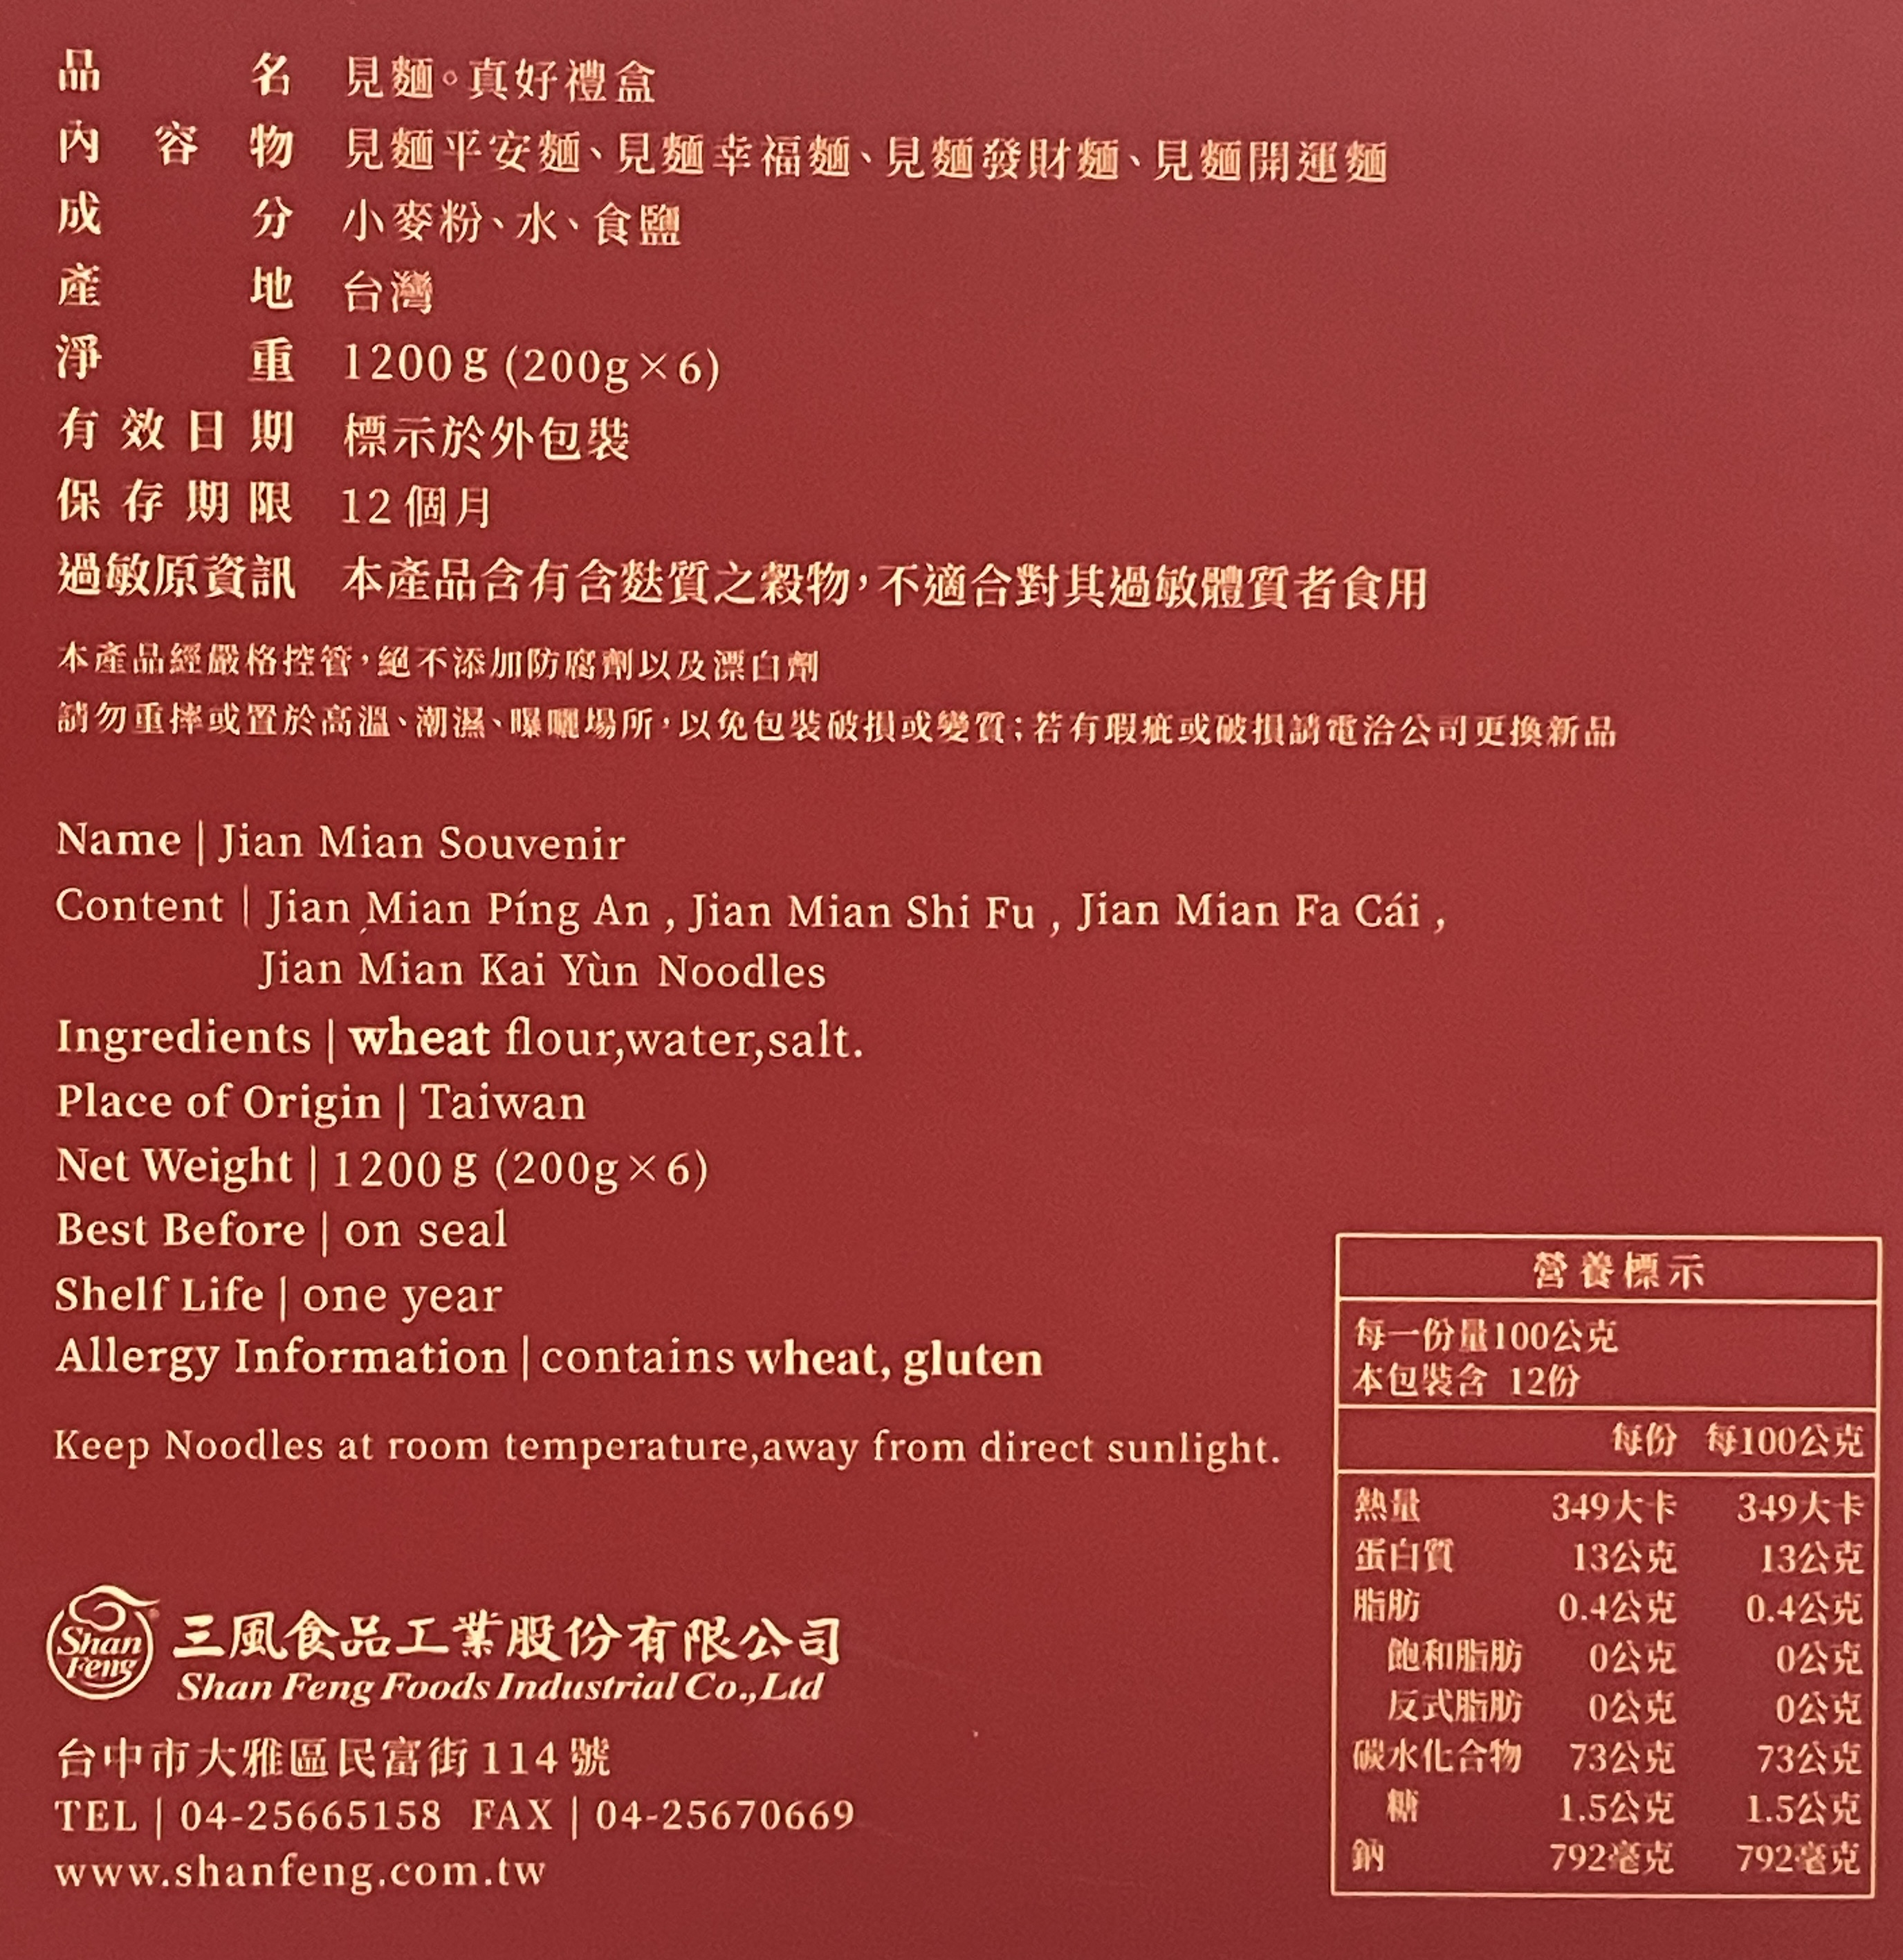 品名 見麵。真好禮盒
內容物 見麵平安麵、見麵幸福麵、見麵發財麵、見麵開運麵
成分 小麥粉、水、食鹽
產地 台灣
淨重 1200g (200g×6)
有效日期 標示於外包裝
保存期限 12個月
過敏原資訊 本產品含有含麩質之穀物，不適合對其過敏體質者食用
本產品經嚴格控管，絕不添加防腐劑以及漂白劑
請勿重摔或置於高溫、潮濕、曝曬場所，以免包裝破損或變質；若有瑕疵或破損請電洽公司更換新品
Name | Jian Mian Souvenir
Content | Jian Mian Píng An , Jian Mian Shi Fu , Jian Mian Fa Cái ,
Jian Mian Kai Yùn Noodles
Ingredients | wheat flour,water,salt.
Place of Origin | Taiwan
Net Weight | 1200g (200g×6)
Best Before | on seal
Shelf Life | one year
Allergy Information | contains wheat, gluten
Keep Noodles at room temperature,away from direct sunlight.
Shan
Feng
三風食品工業股份有限公司
Shan Feng Foods Industrial Co.,Ltd
台中市大雅區民富街114號
TEL | 04-25665158 FAX | 04-25670669
www.shanfeng.com.tw
營養標示
每一份量100公克
本包裝含 12份
每份 每100公克
熱量 349大卡 349大卡
蛋白質 13公克 13公克
脂肪 0.4公克 0.4公克
飽和脂肪 0公克 0公克
反式脂肪 0公克 0公克
碳水化合物 73公克 73公克
糖 1.5公克 1.5公克
鈉 792毫克 792毫克